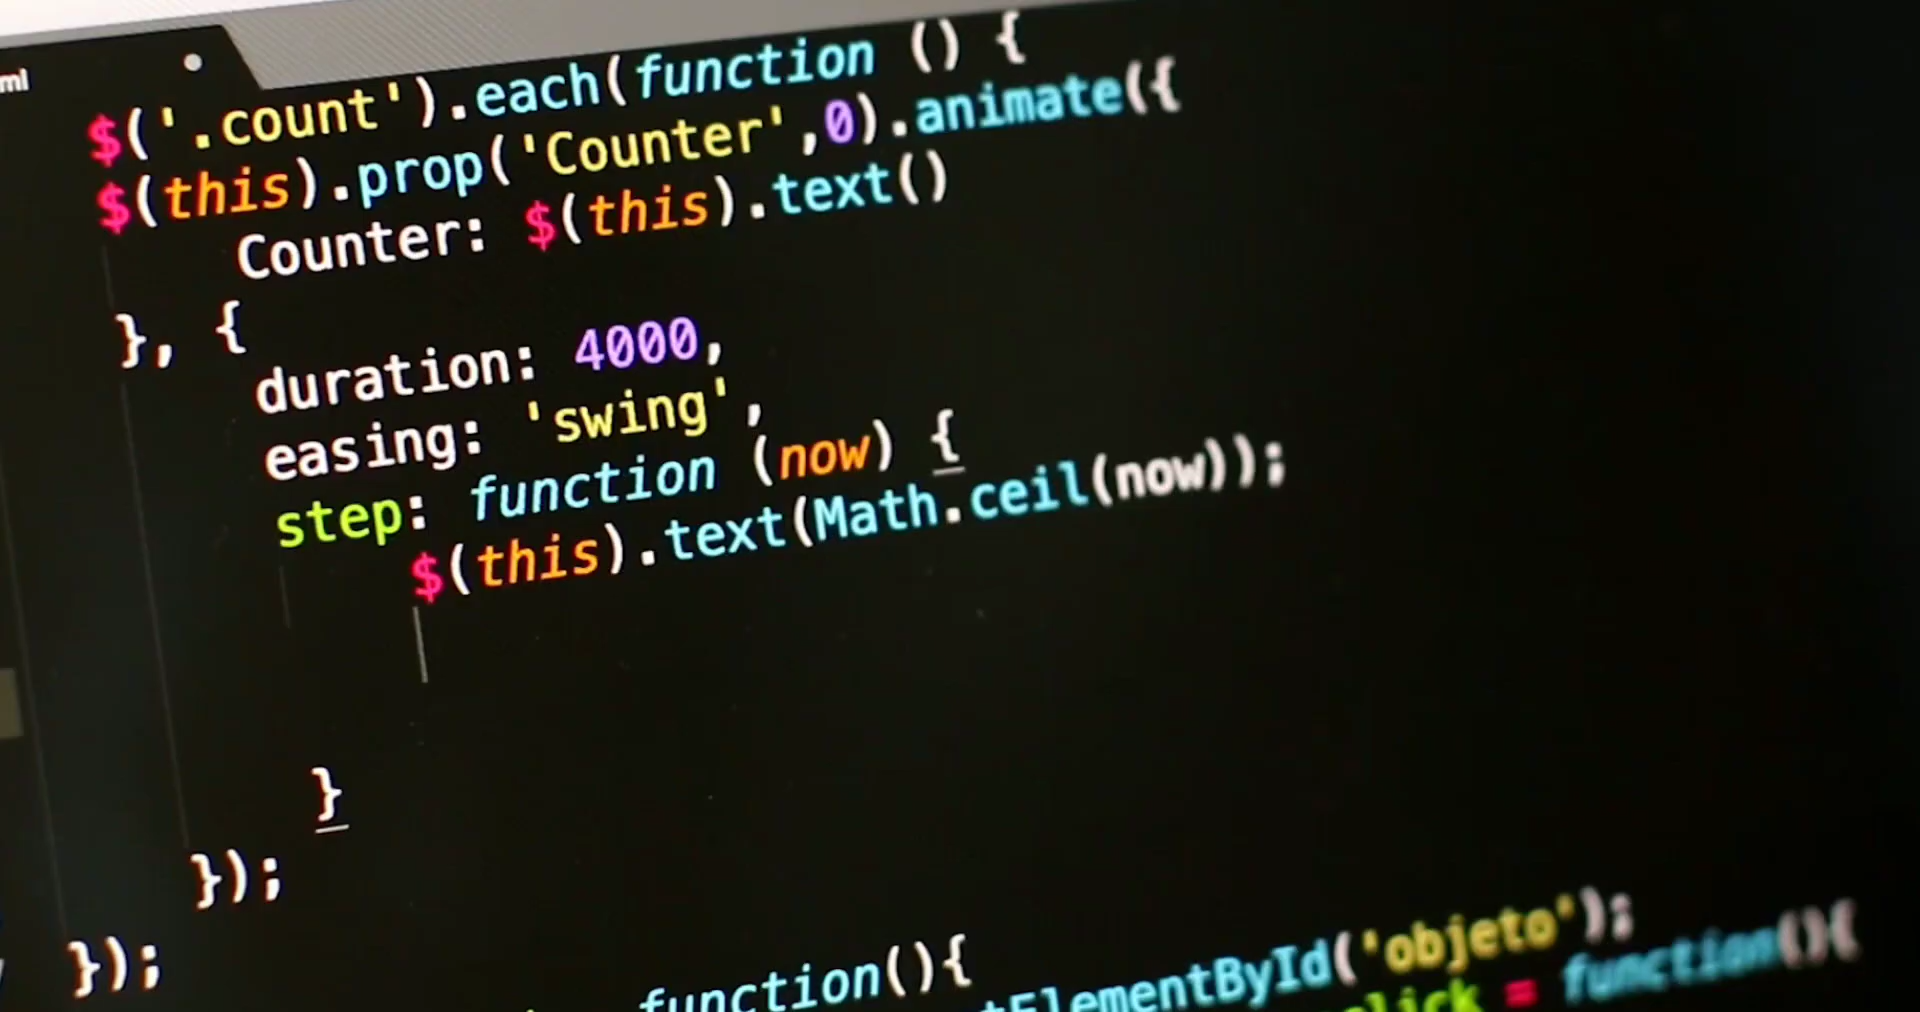 ml
$('.count').each(function () {
$(this).prop('Counter',0).animate({
Counter: $(this).text()
}, {
duration: 4000,
easing: 'swing',
step: function (now) {
$(this).text(Math.ceil(now));
}
});
});
function(){
ElementById('objeto');
click = function(){